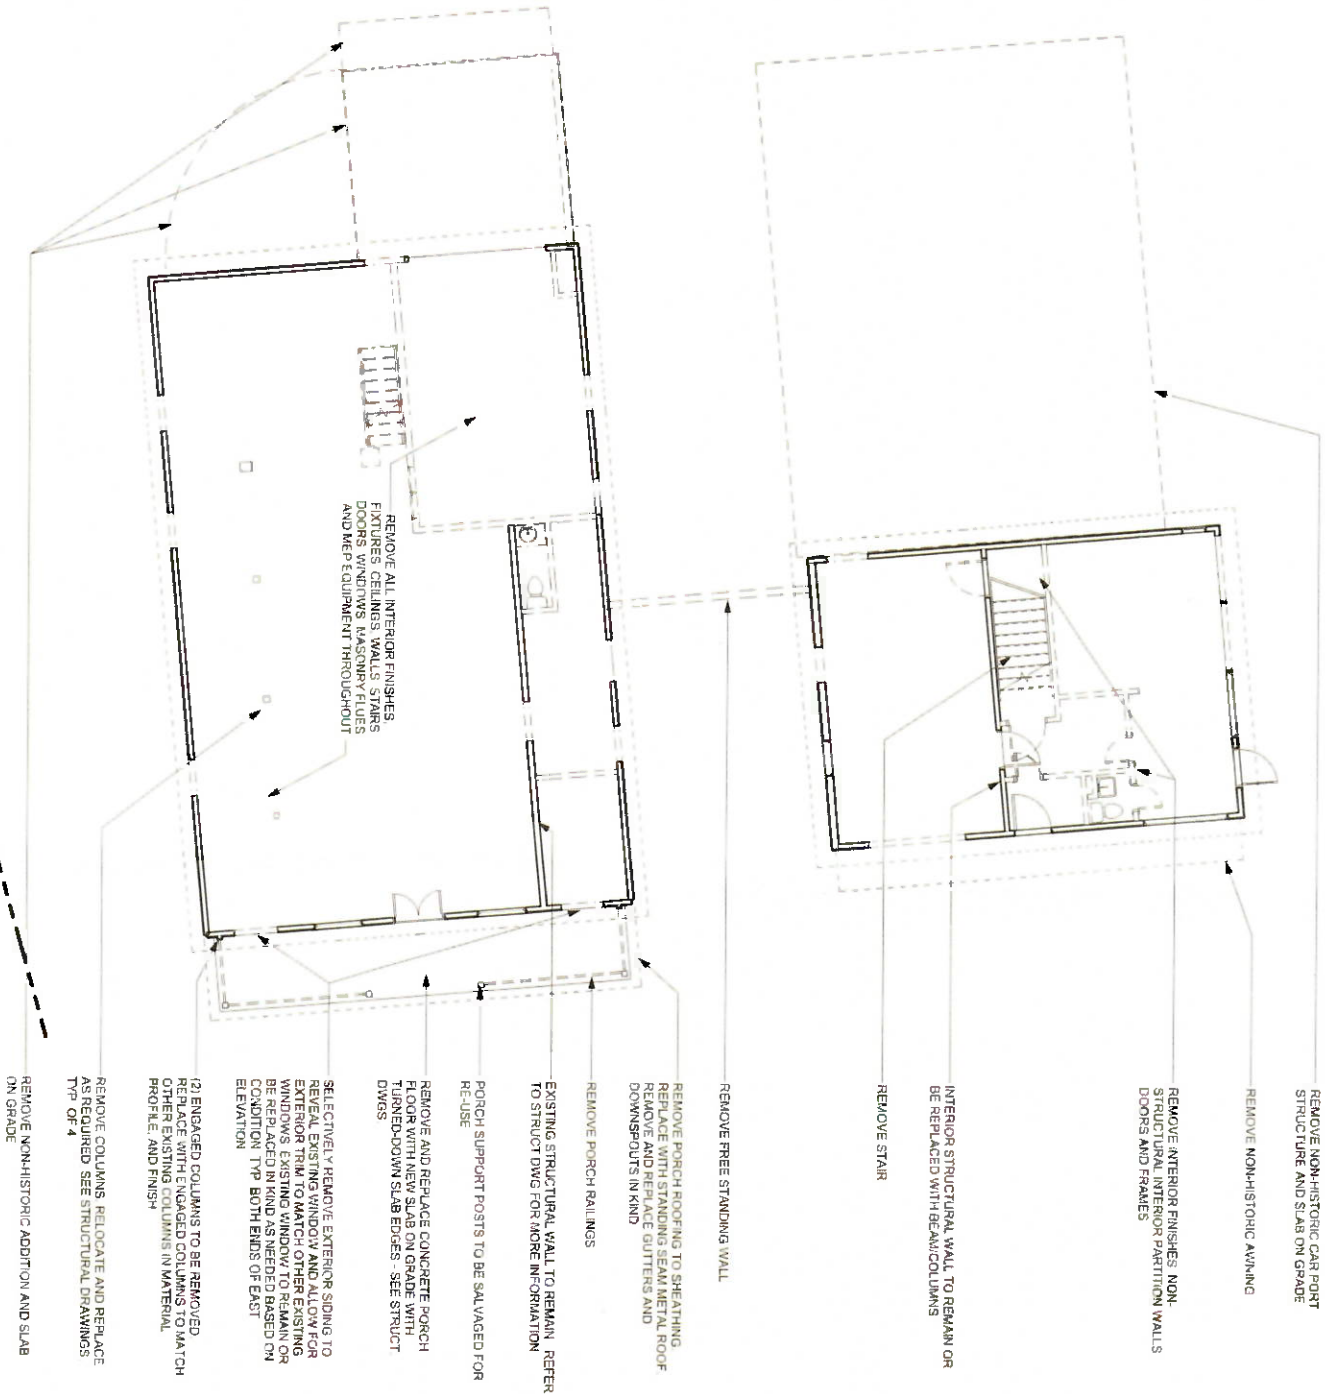 REMOVE NON-HISTORIC CAR PORT
STRUCTURE AND SLAB ON GRADE
REMOVE NON-HISTORIC AWNING
REMOVE INTERIOR FINISHES NON-
STRUCTURAL INTERIOR PARTITION WALLS
DOORS AND FRAMES
INTERIOR STRUCTURAL WALL TO REMAIN OR
BE REPLACED WITH BEAM/COLUMNS
REMOVE STAIR
REMOVE FREE STANDING WALL
REMOVE PORCH ROOFING TO SHEATHING
REPLACE WITH STANDING SEAM METAL ROOF.
REMOVE AND REPLACE GUTTERS AND
DOWNSPOUTS IN KIND
REMOVE PORCH RAILINGS
EXISTING STRUCTURAL WALL TO REMAIN REFER
TO STRUCT DWG FOR MORE INFORMATION
PORCH SUPPORT POSTS TO BE SALVAGED FOR
RE-USE
REMOVE AND REPLACE CONCRETE PORCH
FLOOR WITH NEW SLAB ON GRADE WITH
TURNED-DOWN SLAB EDGES - SEE STRUCT
DWGS.
SELECTIVELY REMOVE EXTERIOR SIDING TO
REVEAL EXISTING WINDOW AND ALLOW FOR
EXTERIOR TRIM TO MATCH OTHER EXISTING
WINDOWS EXISTING WINDOW TO REMAIN OR
BE REPLACED IN KIND AS NEEDED BASED ON
CONDITION TYP BOTH ENDS OF EAST
ELEVATION
(2) ENGAGED COLUMNS TO BE REMOVED
REPLACE WITH ENGAGED COLUMNS TO MATCH
OTHER EXISTING COLUMNS IN MATERIAL
PROFILE, AND FINISH
REMOVE COLUMNS RELOCATE AND REPLACE
AS REQUIRED SEE STRUCTURAL DRAWINGS
TYP OF 4
REMOVE NON-HISTORIC ADDITION AND SLAB
ON GRADE
REMOVE ALL INTERIOR FINISHES,
FIXTURES CEILINGS, WALLS STAIRS
DOORS WINDOWS MASONRY FLUES
AND MEP EQUIPMENT THROUGHOUT